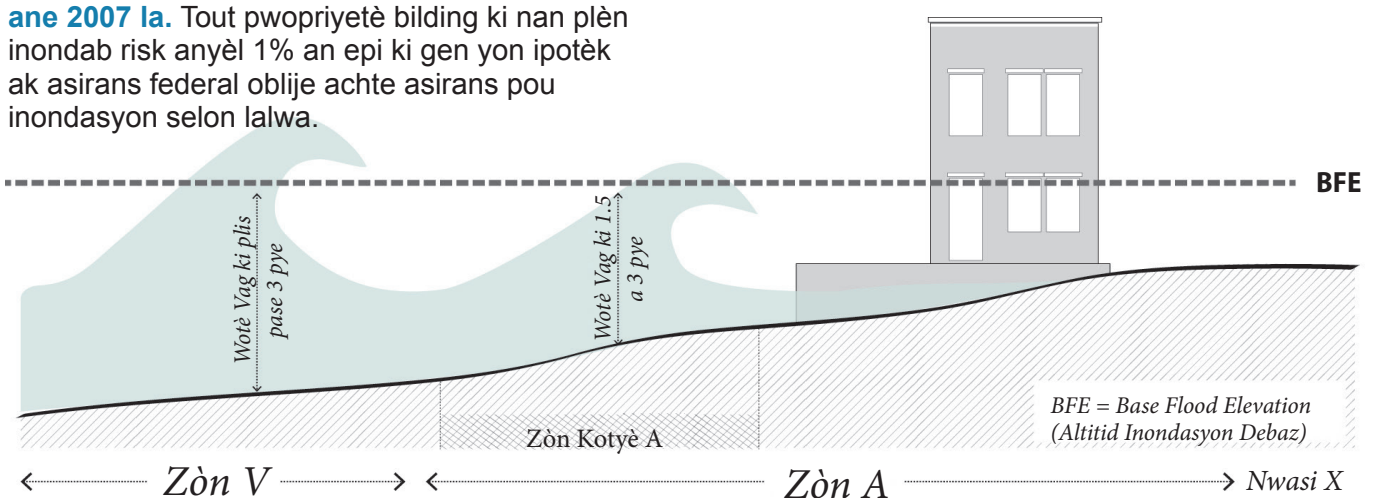 ane 2007 la. Tout pwopriyetè bilding ki nan plèn
inondab risk anyèl 1% an epi ki gen yon ipotèk
ak asirans federal oblije achte asirans pou
inondasyon selon lalwa.
BFE
Wotè Vag ki plis
pase 3 pye
Wotè Vag ki 1.5
a 3 pye
BFE = Base Flood Elevation
(Altitid Inondasyon Debaz)
Zòn Kotyè A
Zòn V
Zòn A
Nwasi X